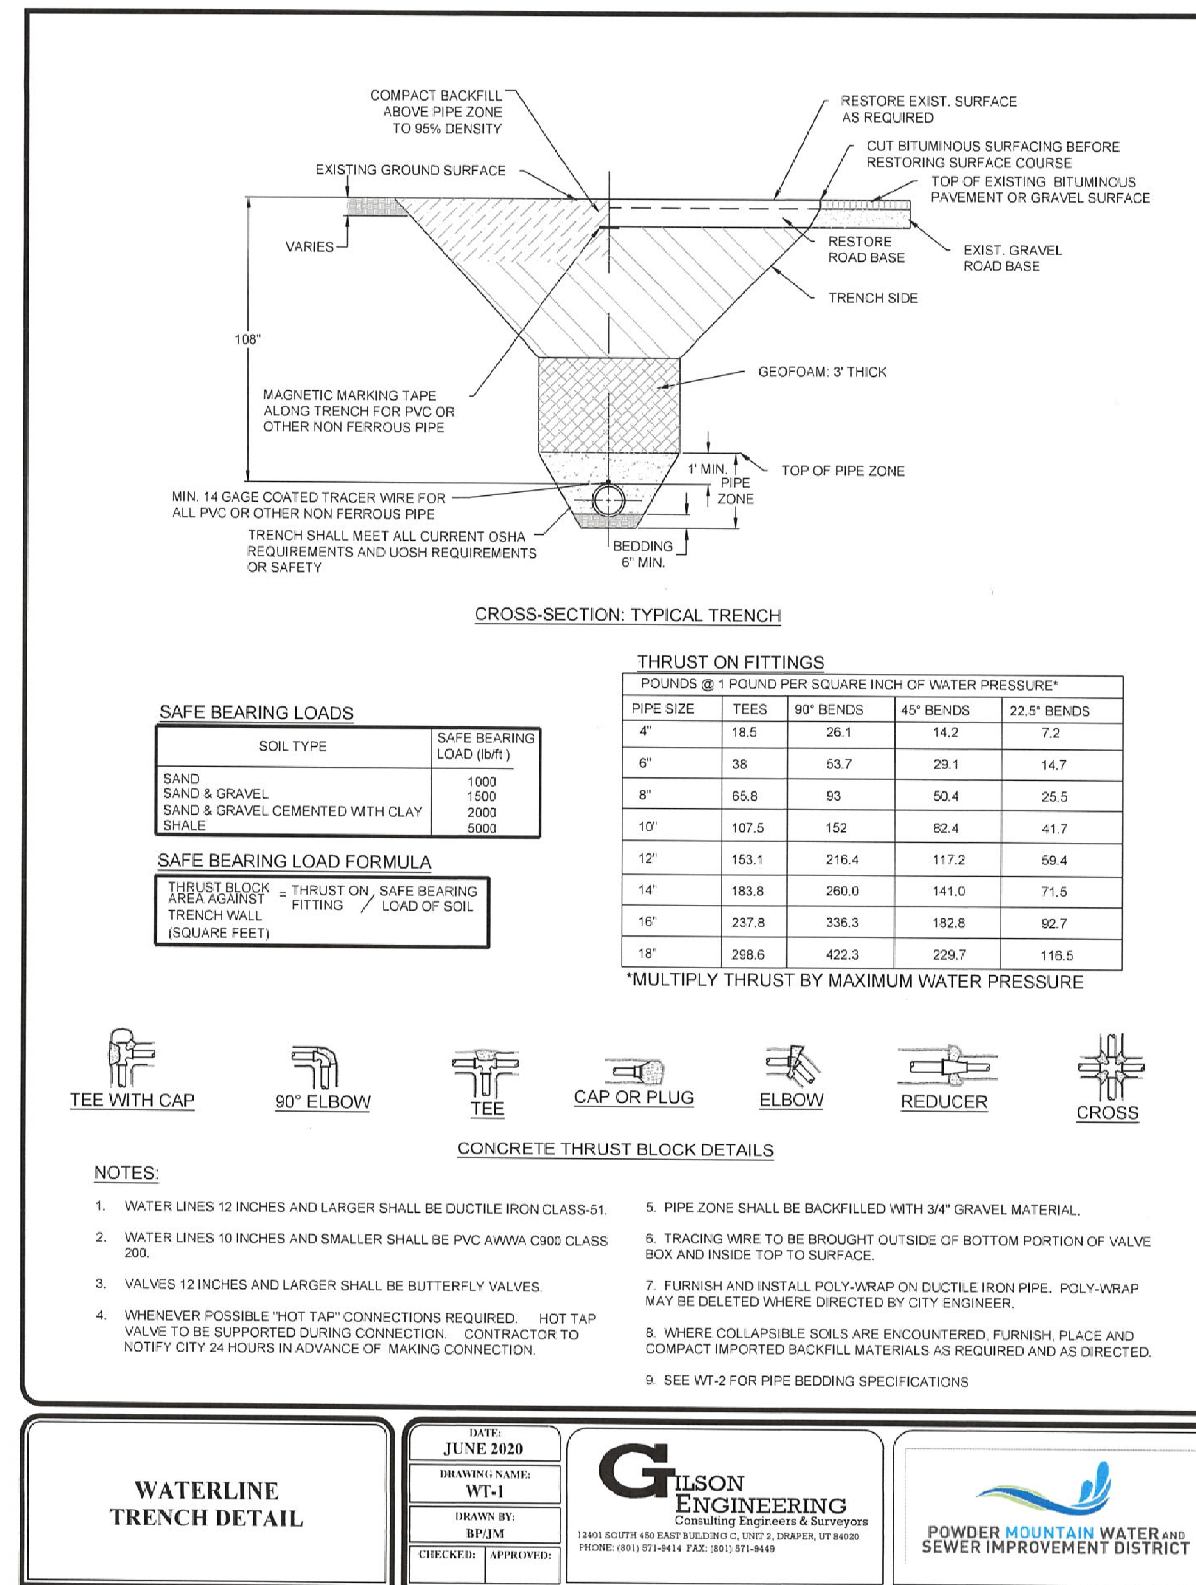 COMPACT BACKFILL
ABOVE PIPE ZONE
TO 95% DENSITY
EXISTING GROUND SURFACE
RESTORE EXIST. SURFACE
AS REQUIRED
CUT BITUMINOUS SURFACING BEFORE
RESTORING SURFACE COURSE
TOP OF EXISTING BITUMINOUS
PAVEMENT OR GRAVEL SURFACE
VARIES
RESTORE
ROAD BASE
EXIST. GRAVEL
ROAD BASE
TRENCH SIDE
108"
GEOFOAM: 3' THICK
MAGNETIC MARKING TAPE
ALONG TRENCH FOR PVC OR
OTHER NON FERROUS PIPE
1' MIN.
PIPE
ZONE
TOP OF PIPE ZONE
MIN. 14 GAGE COATED TRACER WIRE FOR
ALL PVC OR OTHER NON FERROUS PIPE
TRENCH SHALL MEET ALL CURRENT OSHA
REQUIREMENTS AND UOSH REQUIREMENTS
OR SAFETY
BEDDING
6" MIN.
CROSS-SECTION: TYPICAL TRENCH
SAFE BEARING LOADS
SOIL TYPE
SAFE BEARING
LOAD (lb/ft )
SAND 1000
SAND & GRAVEL 1500
SAND & GRAVEL CEMENTED WITH CLAY 2000
SHALE 5000
SAFE BEARING LOAD FORMULA
THRUST BLOCK
AREA AGAINST
TRENCH WALL
(SQUARE FEET)
= THRUST ON
FITTING
/ SAFE BEARING
LOAD OF SOIL
THRUST ON FITTINGS
POUNDS @ 1 POUND PER SQUARE INCH OF WATER PRESSURE*
PIPE SIZE TEES 90° BENDS 45° BENDS 22.5° BENDS
4" 18.5 26.1 14.2 7.2
6" 38 53.7 29.1 14.7
8" 65.8 93 50.4 25.5
10" 107.5 152 82.4 41.7
12" 153.1 216.4 117.2 59.4
14" 183.8 260.0 141.0 71.5
16" 237.8 336.3 182.8 92.7
18" 298.6 422.3 229.7 116.5
*MULTIPLY THRUST BY MAXIMUM WATER PRESSURE
TEE WITH CAP
90° ELBOW
TEE
CAP OR PLUG
ELBOW
REDUCER
CROSS
CONCRETE THRUST BLOCK DETAILS
NOTES:
1. WATER LINES 12 INCHES AND LARGER SHALL BE DUCTILE IRON CLASS-51.
2. WATER LINES 10 INCHES AND SMALLER SHALL BE PVC AWWA C900 CLASS
200.
3. VALVES 12 INCHES AND LARGER SHALL BE BUTTERFLY VALVES.
4. WHENEVER POSSIBLE "HOT TAP" CONNECTIONS REQUIRED. HOT TAP
VALVE TO BE SUPPORTED DURING CONNECTION. CONTRACTOR TO
NOTIFY CITY 24 HOURS IN ADVANCE OF MAKING CONNECTION.
5. PIPE ZONE SHALL BE BACKFILLED WITH 3/4" GRAVEL MATERIAL.
6. TRACING WIRE TO BE BROUGHT OUTSIDE OF BOTTOM PORTION OF VALVE
BOX AND INSIDE TOP TO SURFACE.
7. FURNISH AND INSTALL POLY-WRAP ON DUCTILE IRON PIPE. POLY-WRAP
MAY BE DELETED WHERE DIRECTED BY CITY ENGINEER.
8. WHERE COLLAPSIBLE SOILS ARE ENCOUNTERED, FURNISH, PLACE AND
COMPACT IMPORTED BACKFILL MATERIALS AS REQUIRED AND AS DIRECTED.
9. SEE WT-2 FOR PIPE BEDDING SPECIFICATIONS
WATERLINE
TRENCH DETAIL
DATE:
JUNE 2020
DRAWING NAME:
WT-1
DRAWN BY:
BP/JM
CHECKED: APPROVED:
GILSON
ENGINEERING
Consulting Engineers & Surveyors
12401 SOUTH 450 EAST BUILDING C, UNIT 2, DRAPER, UT 84020
PHONE: (801) 571-9414 FAX: (801) 571-9449
POWDER MOUNTAIN WATER AND
SEWER IMPROVEMENT DISTRICT